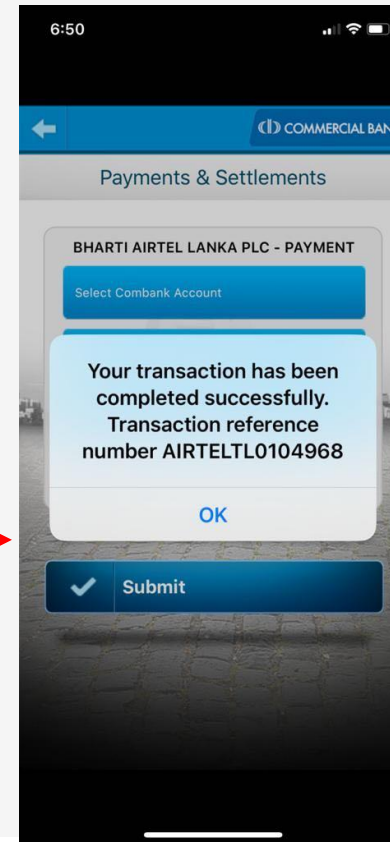 6:50
COMMERCIAL BAN
Payments & Settlements
BHARTI AIRTEL LANKA PLC - PAYMENT
Select Combank Account
Your transaction has been
completed successfully.
Transaction reference
number AIRTELTL0104968
OK
Submit